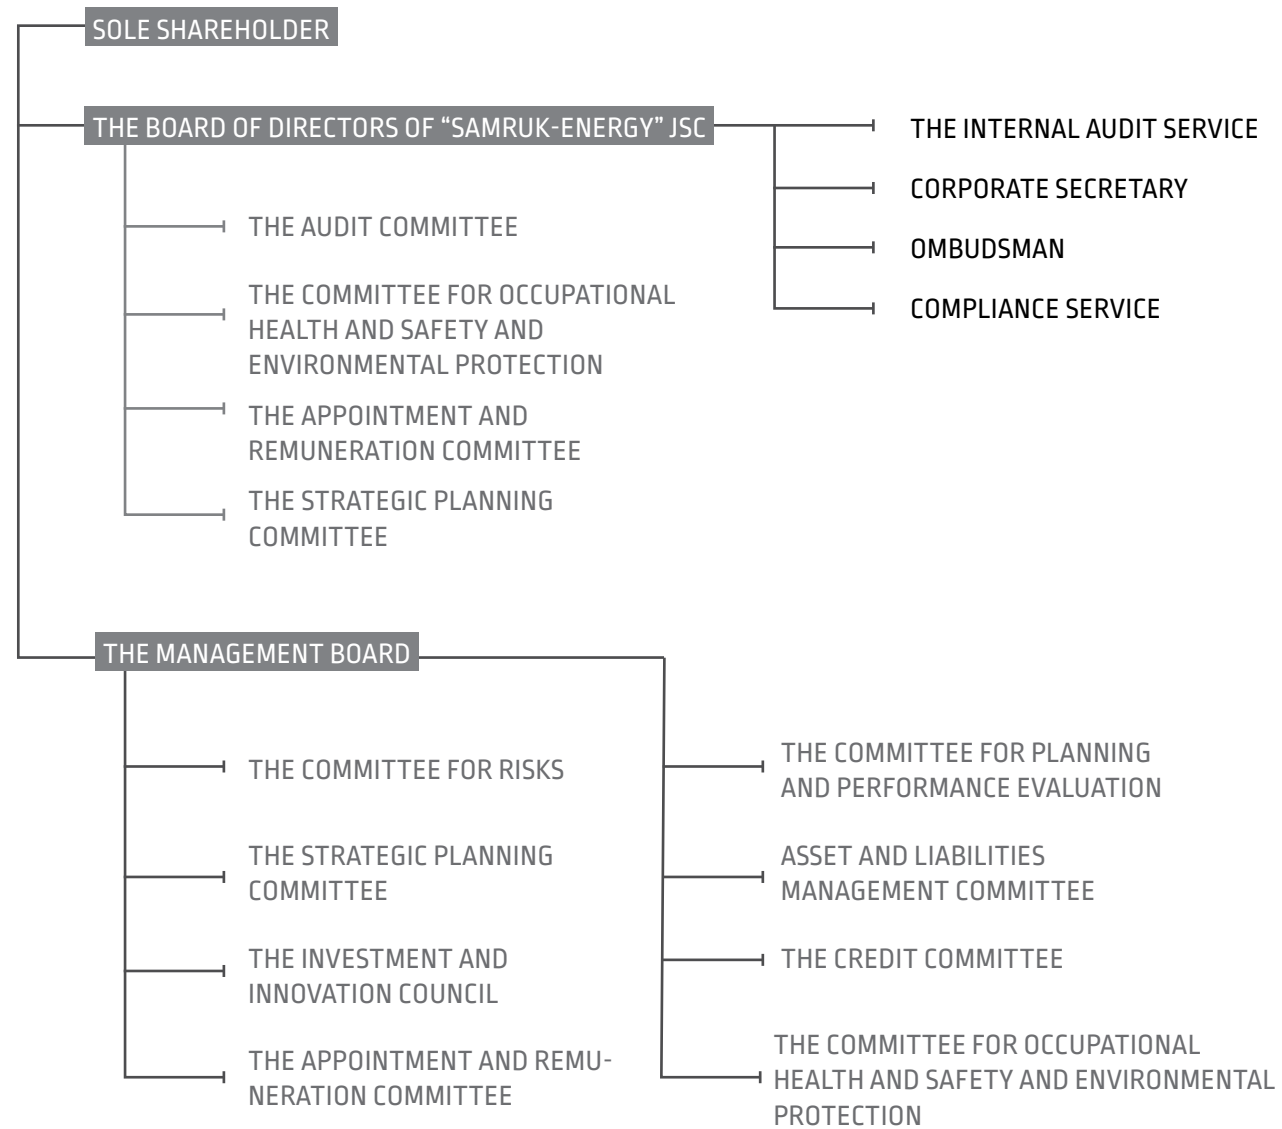 SOLE SHAREHOLDER
THE BOARD OF DIRECTORS OF “SAMRUK-ENERGY” JSC
THE AUDIT COMMITTEE
THE COMMITTEE FOR OCCUPATIONAL
HEALTH AND SAFETY AND
ENVIRONMENTAL PROTECTION
THE APPOINTMENT AND
REMUNERATION COMMITTEE
THE STRATEGIC PLANNING
COMMITTEE
THE INTERNAL AUDIT SERVICE
CORPORATE SECRETARY
OMBUDSMAN
COMPLIANCE SERVICE
THE MANAGEMENT BOARD
THE COMMITTEE FOR RISKS
THE STRATEGIC PLANNING
COMMITTEE
THE INVESTMENT AND
INNOVATION COUNCIL
THE APPOINTMENT AND REMU-
NERATION COMMITTEE
THE COMMITTEE FOR PLANNING
AND PERFORMANCE EVALUATION
ASSET AND LIABILITIES
MANAGEMENT COMMITTEE
THE CREDIT COMMITTEE
THE COMMITTEE FOR OCCUPATIONAL
HEALTH AND SAFETY AND ENVIRONMENTAL
PROTECTION